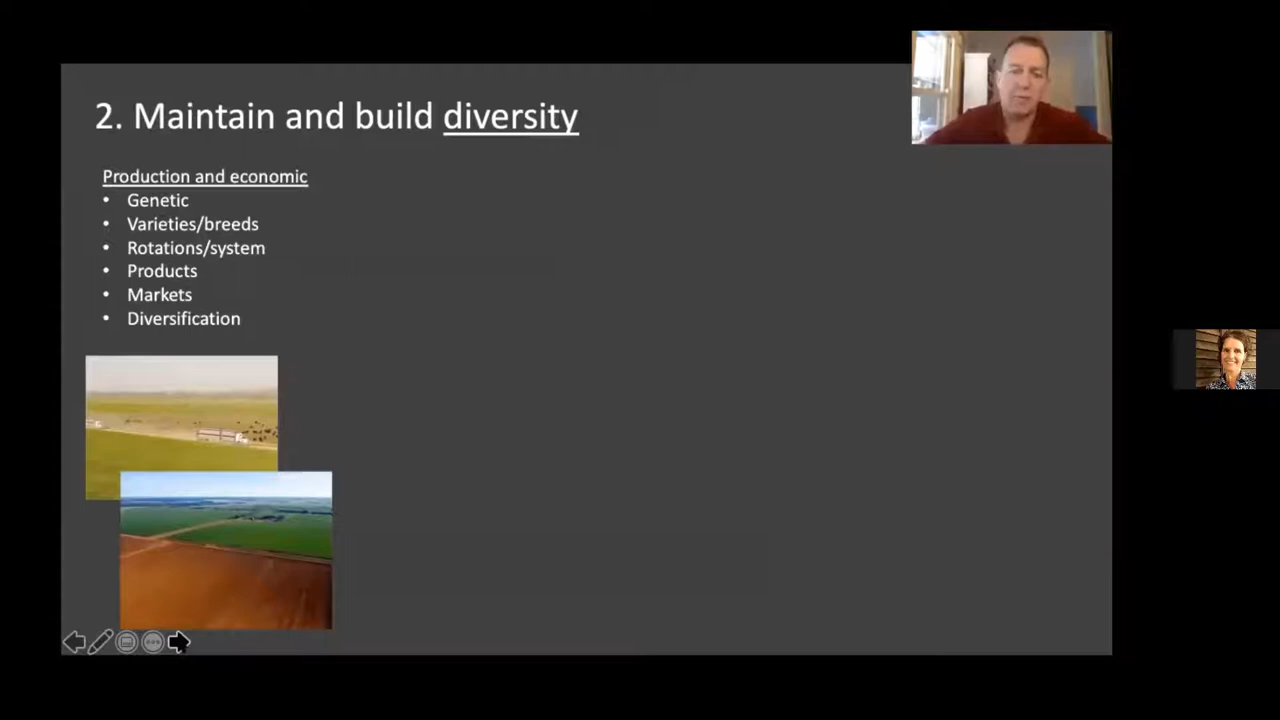 2. Maintain and build diversity
Production and economic
• Genetic
• Varieties/breeds
• Rotations/system
• Products
• Markets
• Diversification